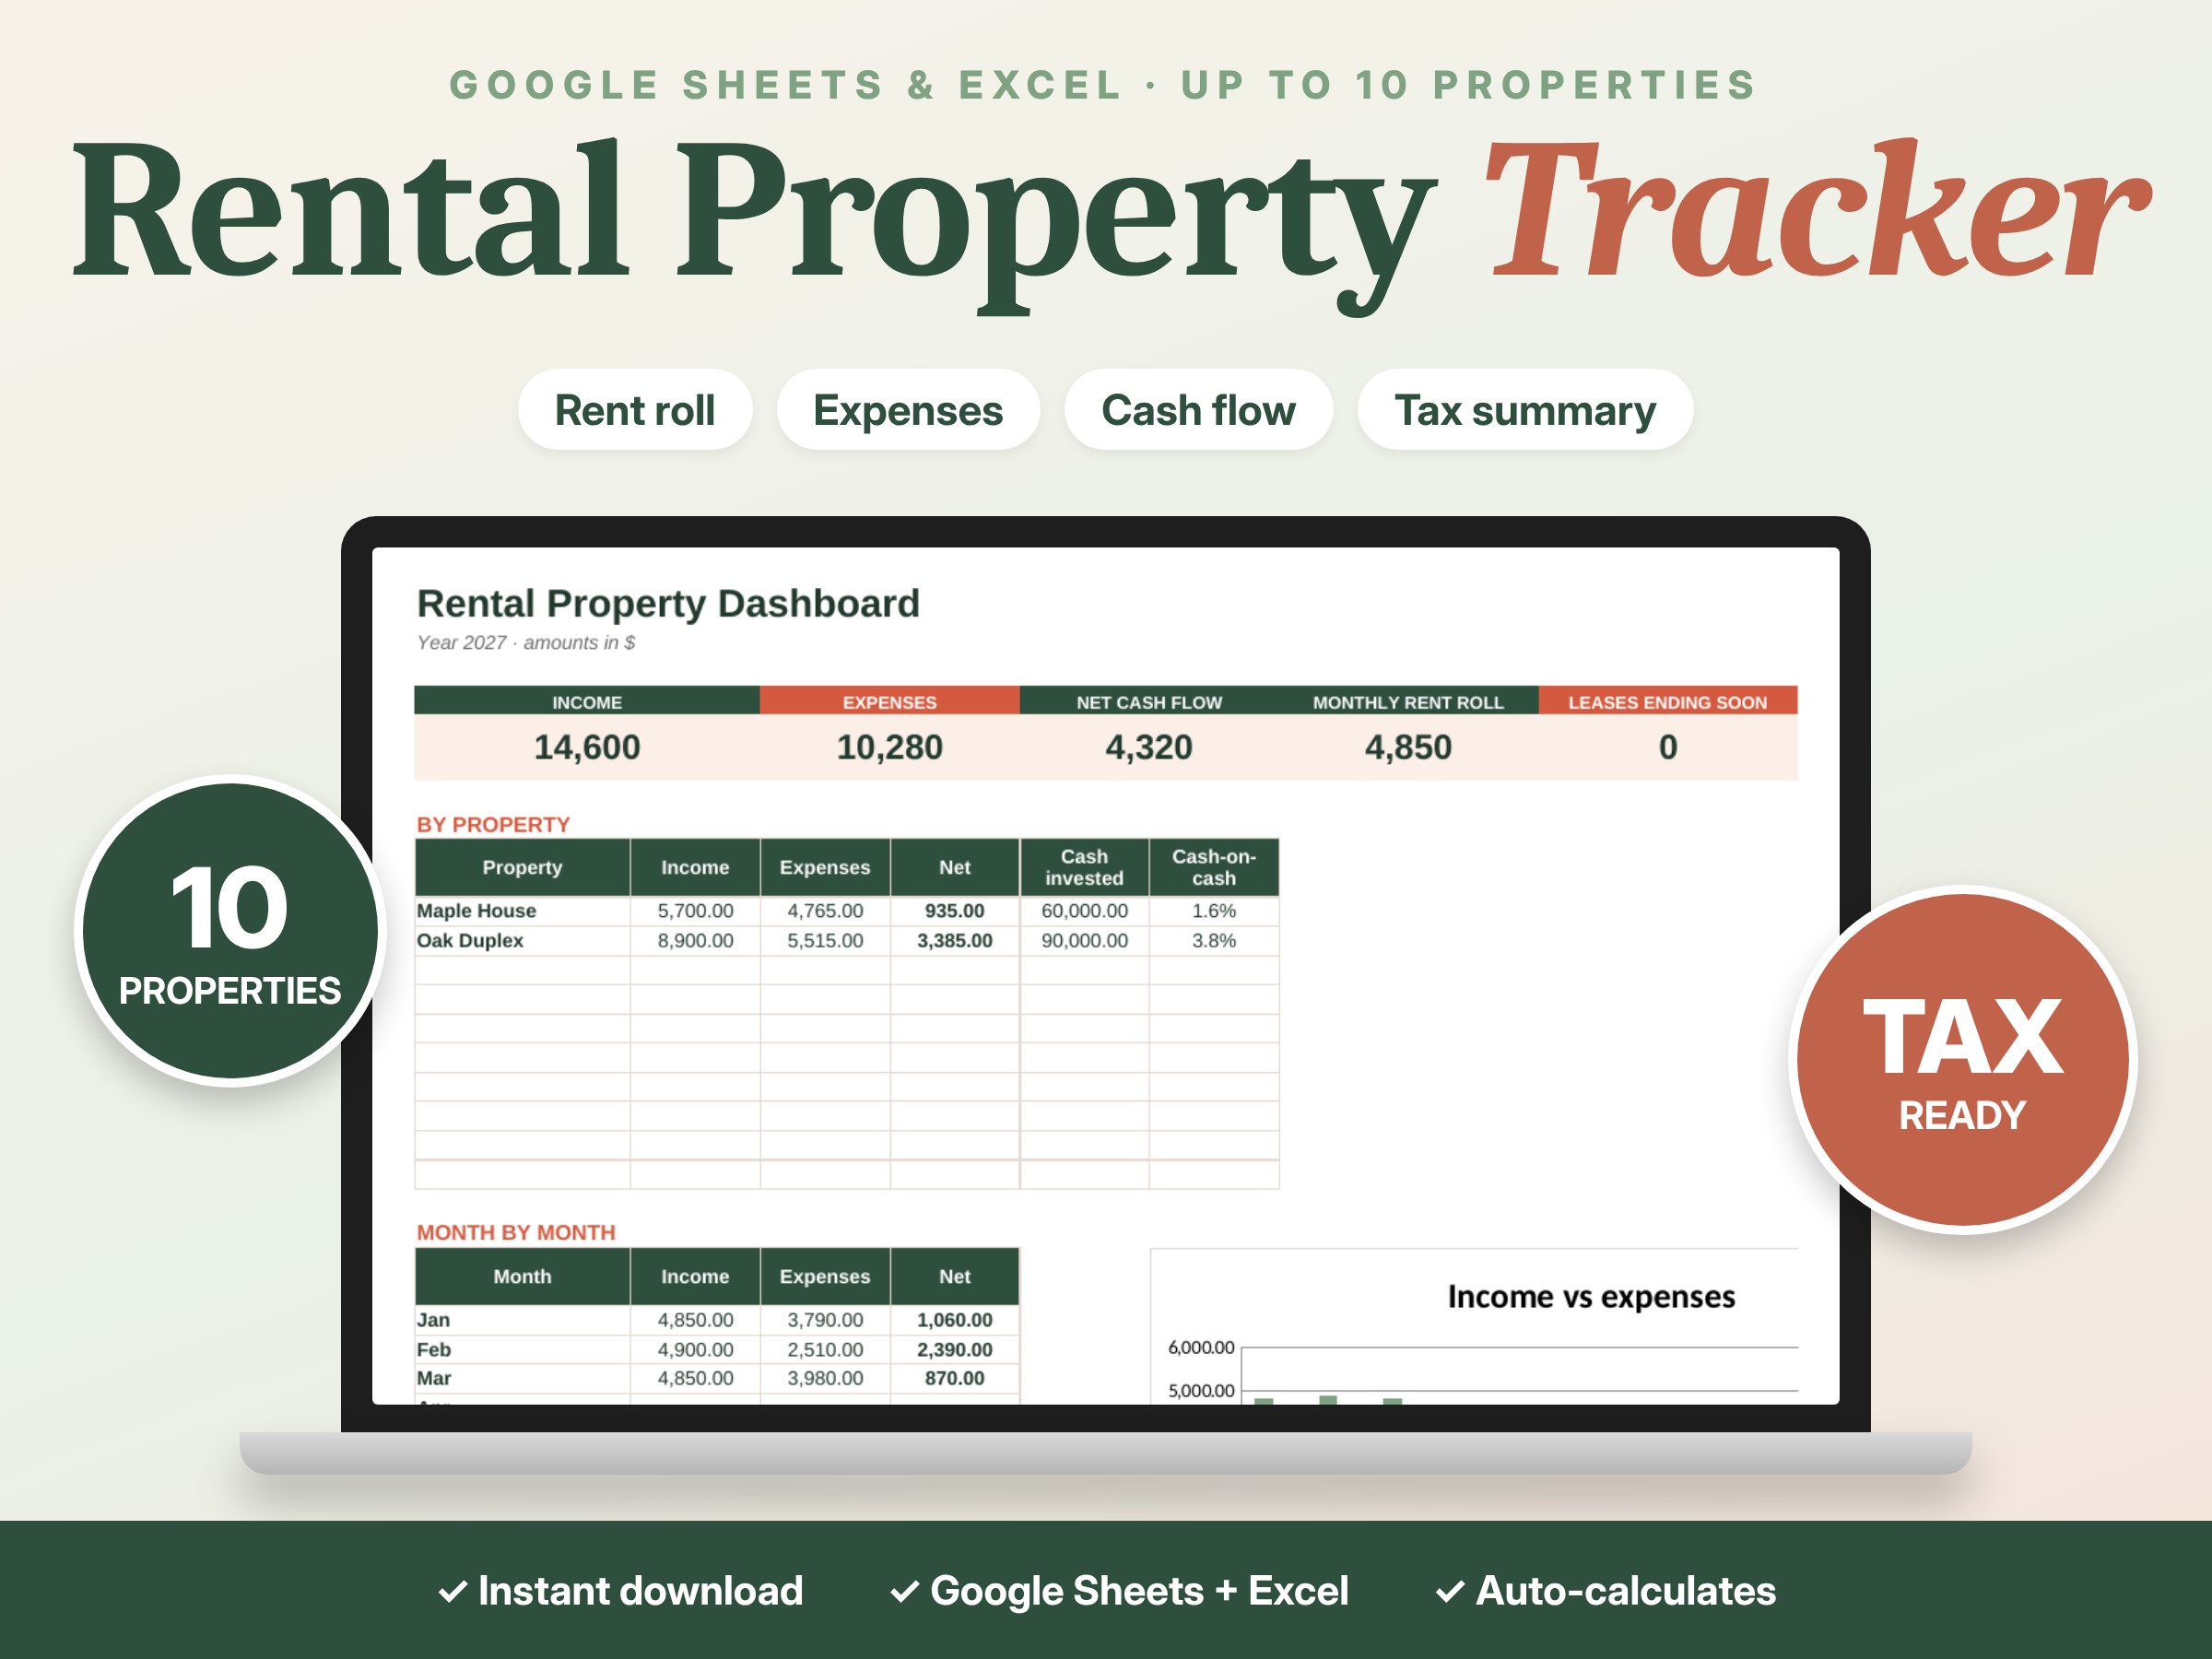 GOOGLE SHEETS & EXCEL · UP TO 10 PROPERTIES
Rental Property Tracker
Rent roll Expenses Cash flow Tax summary
Rental Property Dashboard
Year 2027 · amounts in $
INCOME EXPENSES NET CASH FLOW MONTHLY RENT ROLL LEASES ENDING SOON
14,600 10,280 4,320 4,850 0
BY PROPERTY
Property Income Expenses Net Cash invested Cash-on-cash
Maple House 5,700.00 4,765.00 935.00 60,000.00 1.6%
Oak Duplex 8,900.00 5,515.00 3,385.00 90,000.00 3.8%
10
PROPERTIES
TAX
READY
MONTH BY MONTH
Month Income Expenses Net
Jan 4,850.00 3,790.00 1,060.00
Feb 4,900.00 2,510.00 2,390.00
Mar 4,850.00 3,980.00 870.00
Income vs expenses
6,000.00
5,000.00
✓ Instant download ✓ Google Sheets + Excel ✓ Auto-calculates